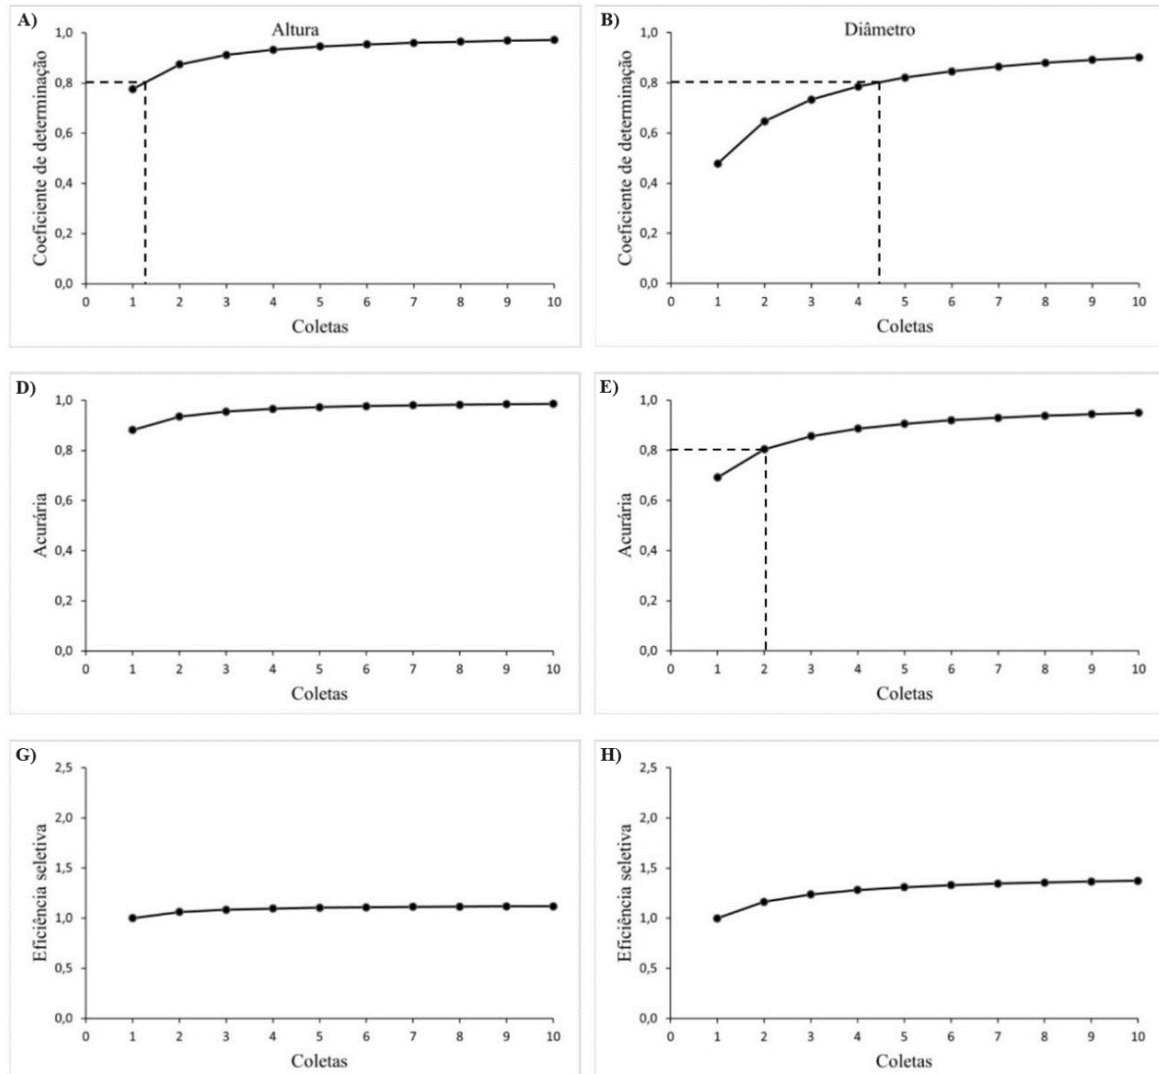 A)
Altura
Coeficiente de determinação
1,0
0,8
0,6
0,4
0,2
0,0
0 1 2 3 4 5 6 7 8 9 10
Coletas
B)
Diâmetro
Coeficiente de determinação
1,0
0,8
0,6
0,4
0,2
0,0
0 1 2 3 4 5 6 7 8 9 10
Coletas
D)
Acurária
1,0
0,8
0,6
0,4
0,2
0,0
0 1 2 3 4 5 6 7 8 9 10
Coletas
E)
Acurária
1,0
0,8
0,6
0,4
0,2
0,0
0 1 2 3 4 5 6 7 8 9 10
Coletas
G)
Eficiência seletiva
2,5
2,0
1,5
1,0
0,5
0,0
0 1 2 3 4 5 6 7 8 9 10
Coletas
H)
Eficiência seletiva
2,5
2,0
1,5
1,0
0,5
0,0
0 1 2 3 4 5 6 7 8 9 10
Coletas